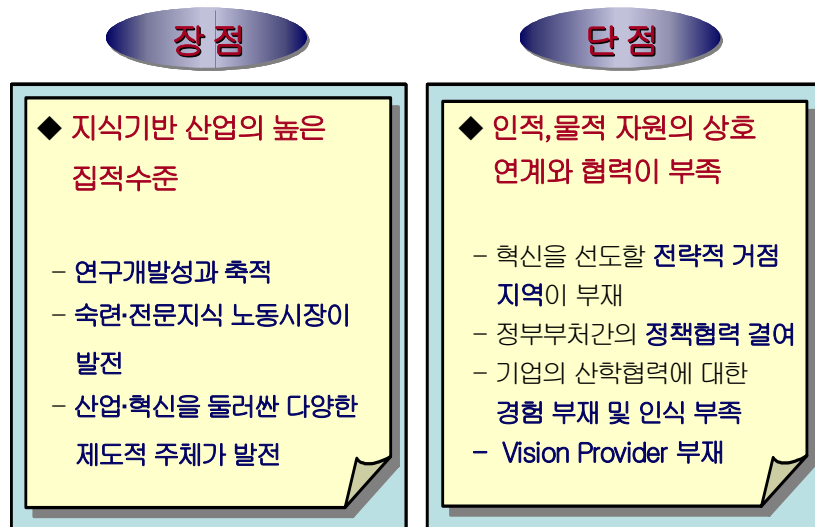 장 점
◆ 지식기반 산업의 높은
집적수준
– 연구개발성과 축적
– 숙련·전문지식 노동시장이
발전
– 산업·혁신을 둘러싼 다양한
제도적 주체가 발전
단 점
◆ 인적,물적 자원의 상호
연계와 협력이 부족
– 혁신을 선도할 전략적 거점
지역이 부재
– 정부부처간의 정책협력 결여
– 기업의 산학협력에 대한
경험 부재 및 인식 부족
– Vision Provider 부재